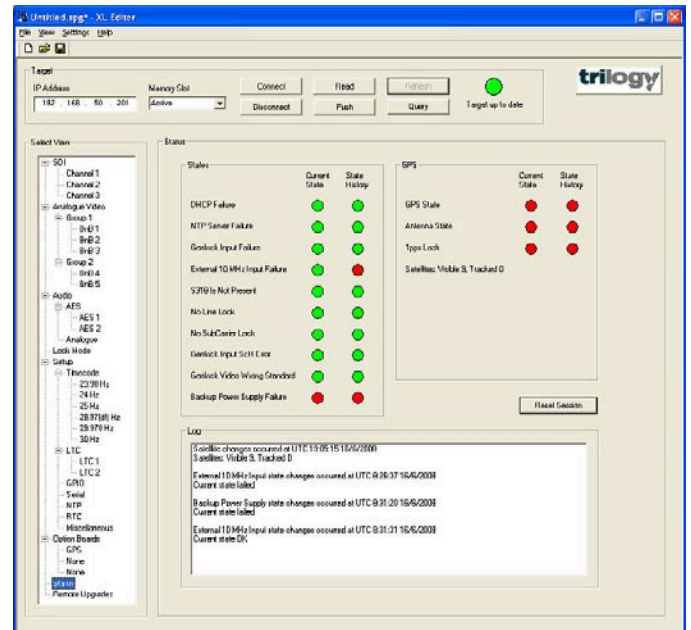 Untitled.rpg* - XL Editor
File View Settings Help
Target
IP Address
182 . 168 . 60 . 201
Memory Slot
Active
Connect
Read
Refresh
Disconnect
Push
Query
Target up to date
trilogy
Select View
SDI
Channel 1
Channel 2
Channel 3
Analogue Video
Group 1
BnB 1
BnB 2
BnB 3
Group 2
BnB 4
BnB 5
Audio
AES
AES 1
AES 2
Analogue
Lock Mode
Setup
Timecode
23.98 Hz
24 Hz
25 Hz
29.97(df) Hz
29.97B Hz
30 Hz
LTC
LTC 1
LTC 2
GPIO
Serial
NTP
RTC
Miscellaneous
Option Boards
GPS
None
None
Status
Remote Upgrades
Status
States
Current State
State History
DHCP Failure
NTP Server Failure
Genlock Input Failure
External 10 MHz Input Failure
Is Not Present
No Line Lock
No SubCarrier Lock
Genlock Input ScH Error
Genlock Video Wrong Standard
Backup Power Supply Failure
GPS
Current State
State History
GPS State
Antenna State
1pps Lock
Satellites: Visible 9, Tracked 0
Reset Session
Log
Satellite changes occurred at UTC 19:05:15 16/6/2008
Satellites: Visible 9, Tracked 0
External 10 MHz Input state changes occurred at UTC 8:28:37 16/6/2008
Current state failed
Backup Power Supply state changes occurred at UTC 8:31:20 16/6/2008
Current state failed
External 10 MHz Input state changes occurred at UTC 8:31:31 16/6/2008
Current state OK